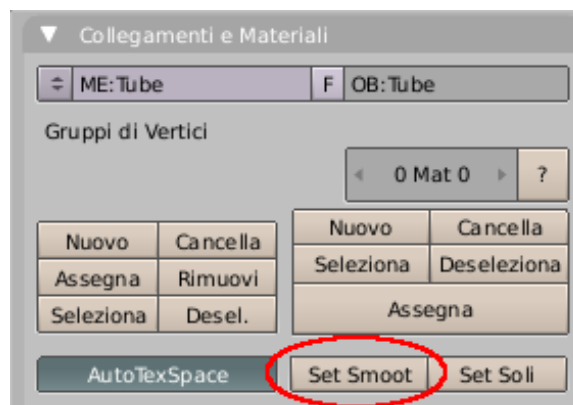 Collegamenti e Materiali
ME:Tube F OB:Tube
Gruppi di Vertici
0 Mat 0 ?
Nuovo Cancella
Assegna Rimuovi
Seleziona Desel.
Nuovo Cancella
Seleziona Deseleziona
Assegna
AutoTexSpace Set Smoot Set Soli